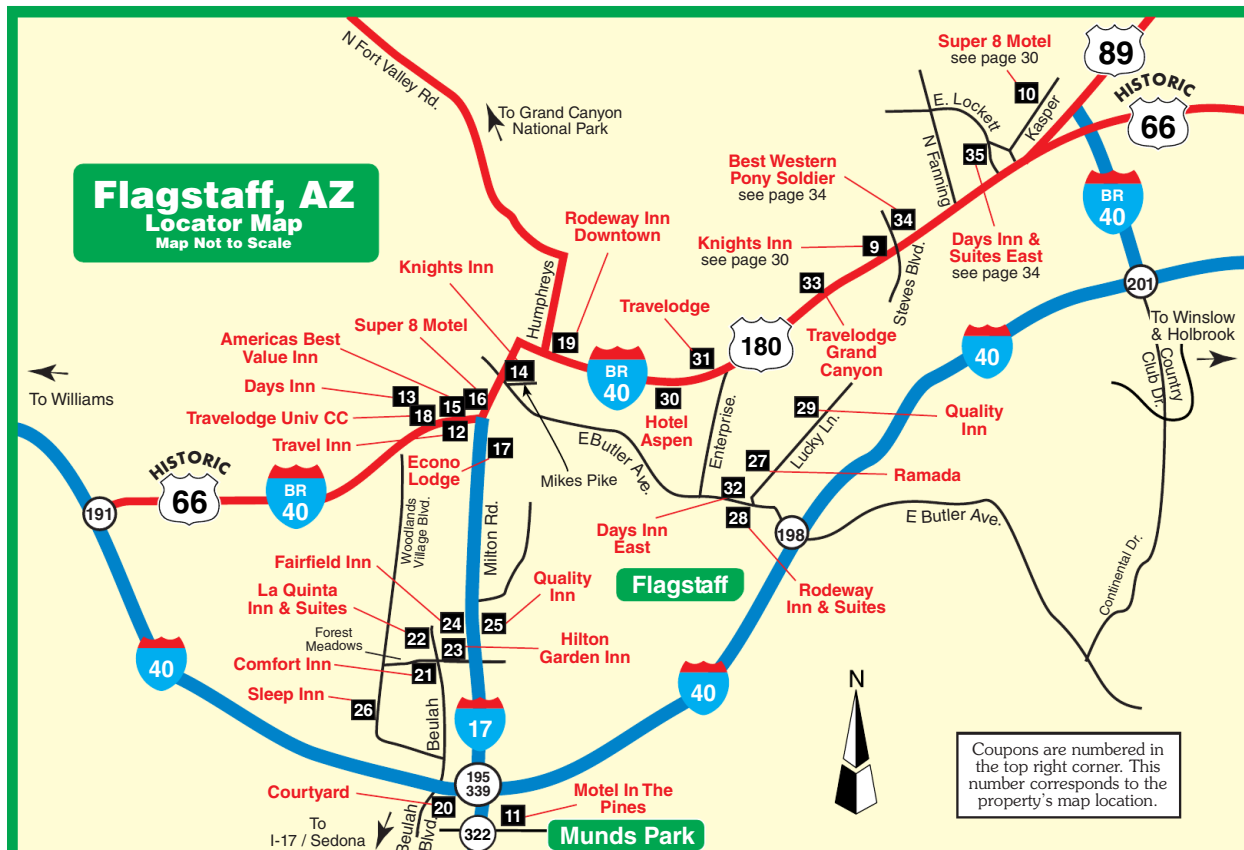 Flagstaff, AZ
Locator Map
Map Not to Scale
N Fort Valley Rd.
To Grand Canyon
National Park
Super 8 Motel
see page 30
10
89
HISTORIC
66
E. Lockett
Kasper
N Fanning
35
Best Western
Pony Soldier
see page 34
34
Days Inn &
Suites East
see page 34
BR
40
Knights Inn
see page 30
9
Steves Blvd.
201
Rodeway Inn
Downtown
19
Humphreys
Knights Inn
14
Travelodge
31
180
33
Travelodge
Grand
Canyon
To Winslow
& Holbrook
Country
Club Dr.
40
Super 8 Motel
16
Americas Best
Value Inn
15
Days Inn
13
Travelodge Univ CC
18
Travel Inn
12
To Williams
BR
40
30
Hotel
Aspen
Enterprise.
29
Quality
Inn
Lucky Ln.
27
Ramada
Econo
Lodge
17
Mikes Pike
E Butler Ave.
32
Days Inn
East
28
Rodeway
Inn & Suites
198
E Butler Ave.
Continental Dr.
HISTORIC
66
BR
40
191
Woodlands
Village Blvd.
Milton Rd.
Flagstaff
Fairfield Inn
24
La Quinta
Inn & Suites
22
Quality
Inn
25
Hilton
Garden Inn
23
Forest
Meadows
Comfort Inn
21
Sleep Inn
26
Beulah
40
17
40
N
195
339
Courtyard
20
Motel In The
Pines
11
To
I-17 / Sedona
Beulah
Blvd.
322
Munds Park
Coupons are numbered in
the top right corner. This
number corresponds to the
property's map location.